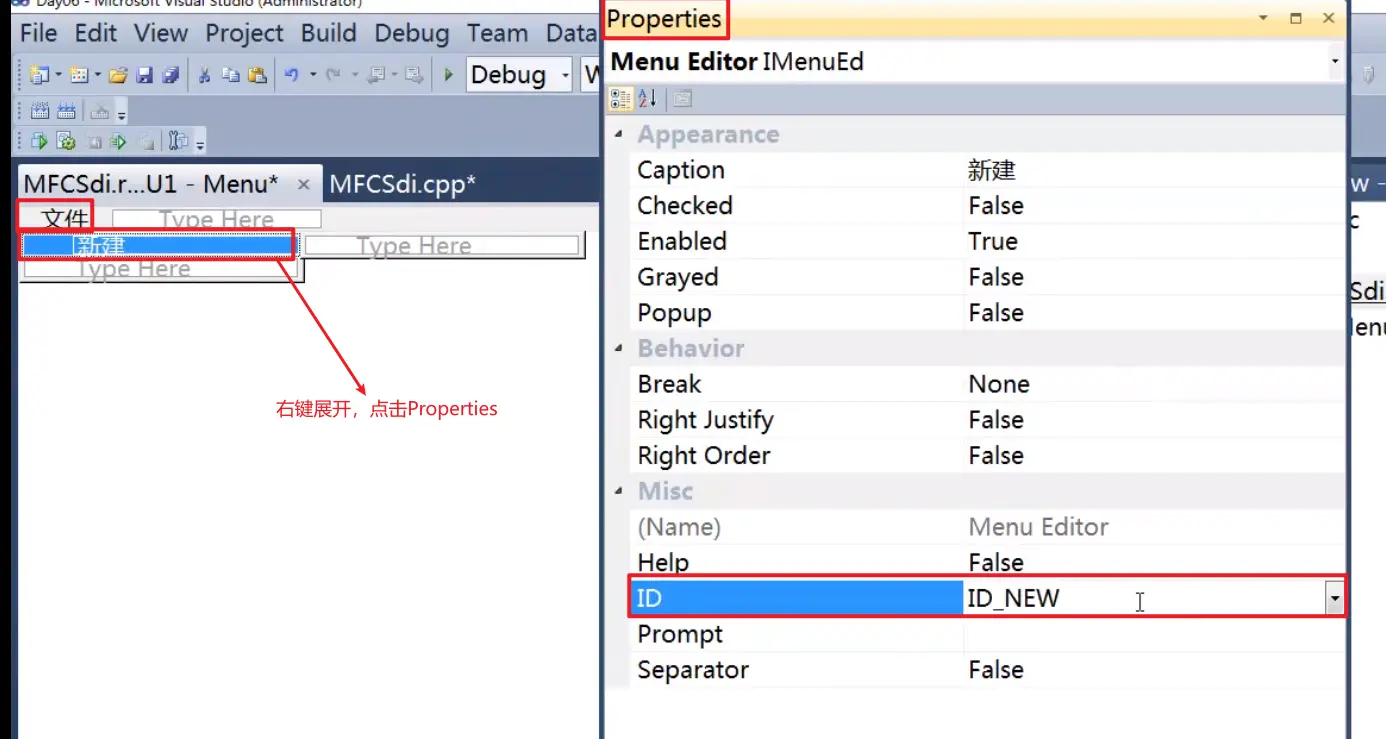 Day06 - Microsoft Visual Studio (Administrator)
File Edit View Project Build Debug Team Data
Debug
MFCSdi.r...U1 - Menu* × MFCSdi.cpp*
文件 Type Here
新建 Type Here
Type Here
右键展开，点击Properties
Properties
Menu Editor IMenuEd
Appearance
Caption 新建
Checked False
Enabled True
Grayed False
Popup False
Behavior
Break None
Right Justify False
Right Order False
Misc
(Name) Menu Editor
Help False
ID ID_NEW
Prompt
Separator False